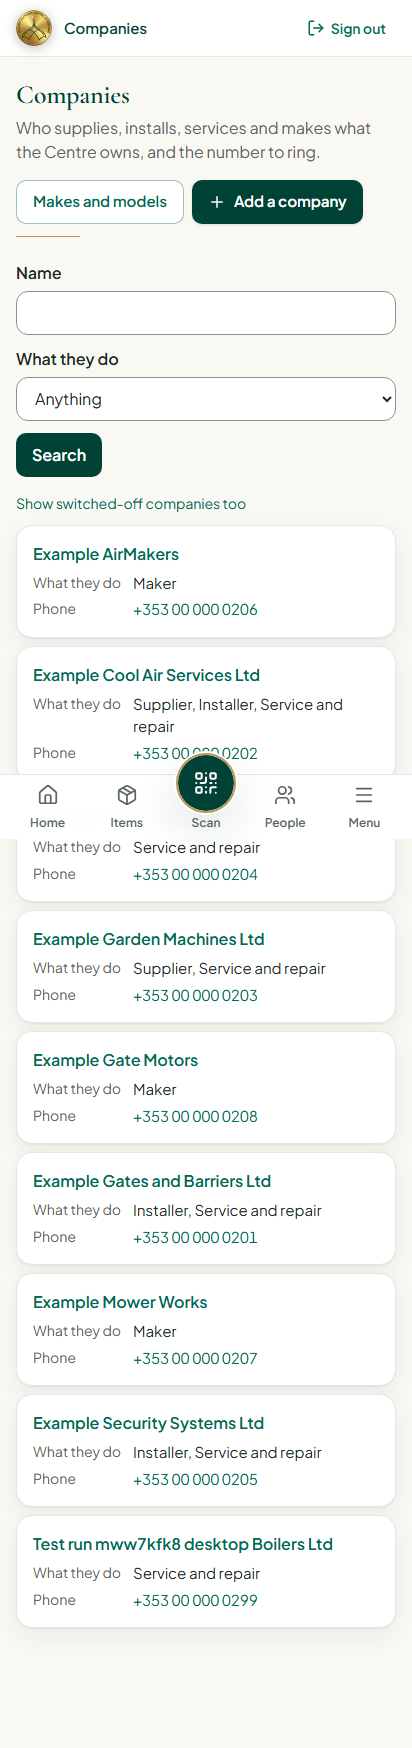 Companies
Sign out
Companies
Who supplies, installs, services and makes what
the Centre owns, and the number to ring.
Makes and models
Add a company
Name
What they do
Anything
Search
Show switched-off companies too
Example AirMakers
What they do Maker
Phone +353 00 000 0206
Example Cool Air Services Ltd
What they do Supplier, Installer, Service and
repair
Phone +353 00 000 0202
Home
Items
Scan
People
Menu
What they do Service and repair
Phone +353 00 000 0204
Example Garden Machines Ltd
What they do Supplier, Service and repair
Phone +353 00 000 0203
Example Gate Motors
What they do Maker
Phone +353 00 000 0208
Example Gates and Barriers Ltd
What they do Installer, Service and repair
Phone +353 00 000 0201
Example Mower Works
What they do Maker
Phone +353 00 000 0207
Example Security Systems Ltd
What they do Installer, Service and repair
Phone +353 00 000 0205
Test run mww7kfk8 desktop Boilers Ltd
What they do Service and repair
Phone +353 00 000 0299